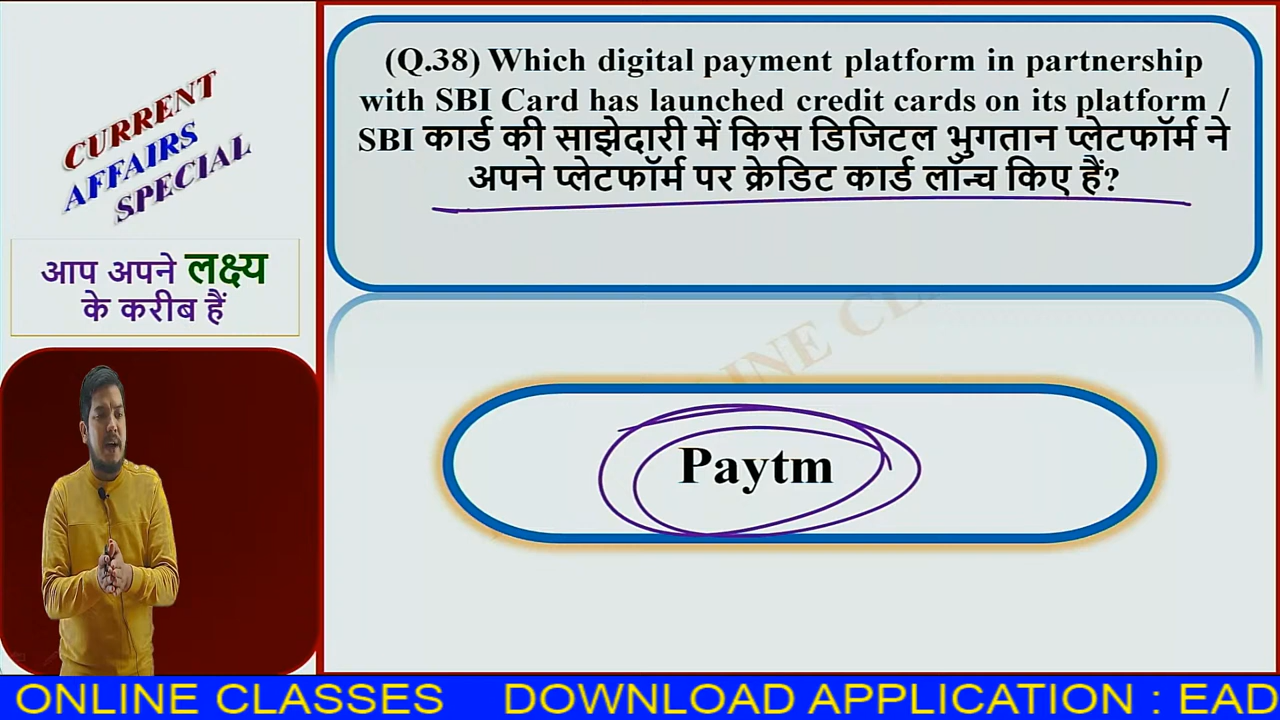 CURRENT
AFFAIRS
SPECIAL
आप अपने लक्ष्य
के करीब हैं
(Q.38) Which digital payment platform in partnership
with SBI Card has launched credit cards on its platform /
SBI कार्ड की साझेदारी में किस डिजिटल भुगतान प्लेटफॉर्म ने
अपने प्लेटफॉर्म पर क्रेडिट कार्ड लॉन्च किए हैं?
Paytm
ONLINE CLASSES DOWNLOAD APPLICATION : EAD